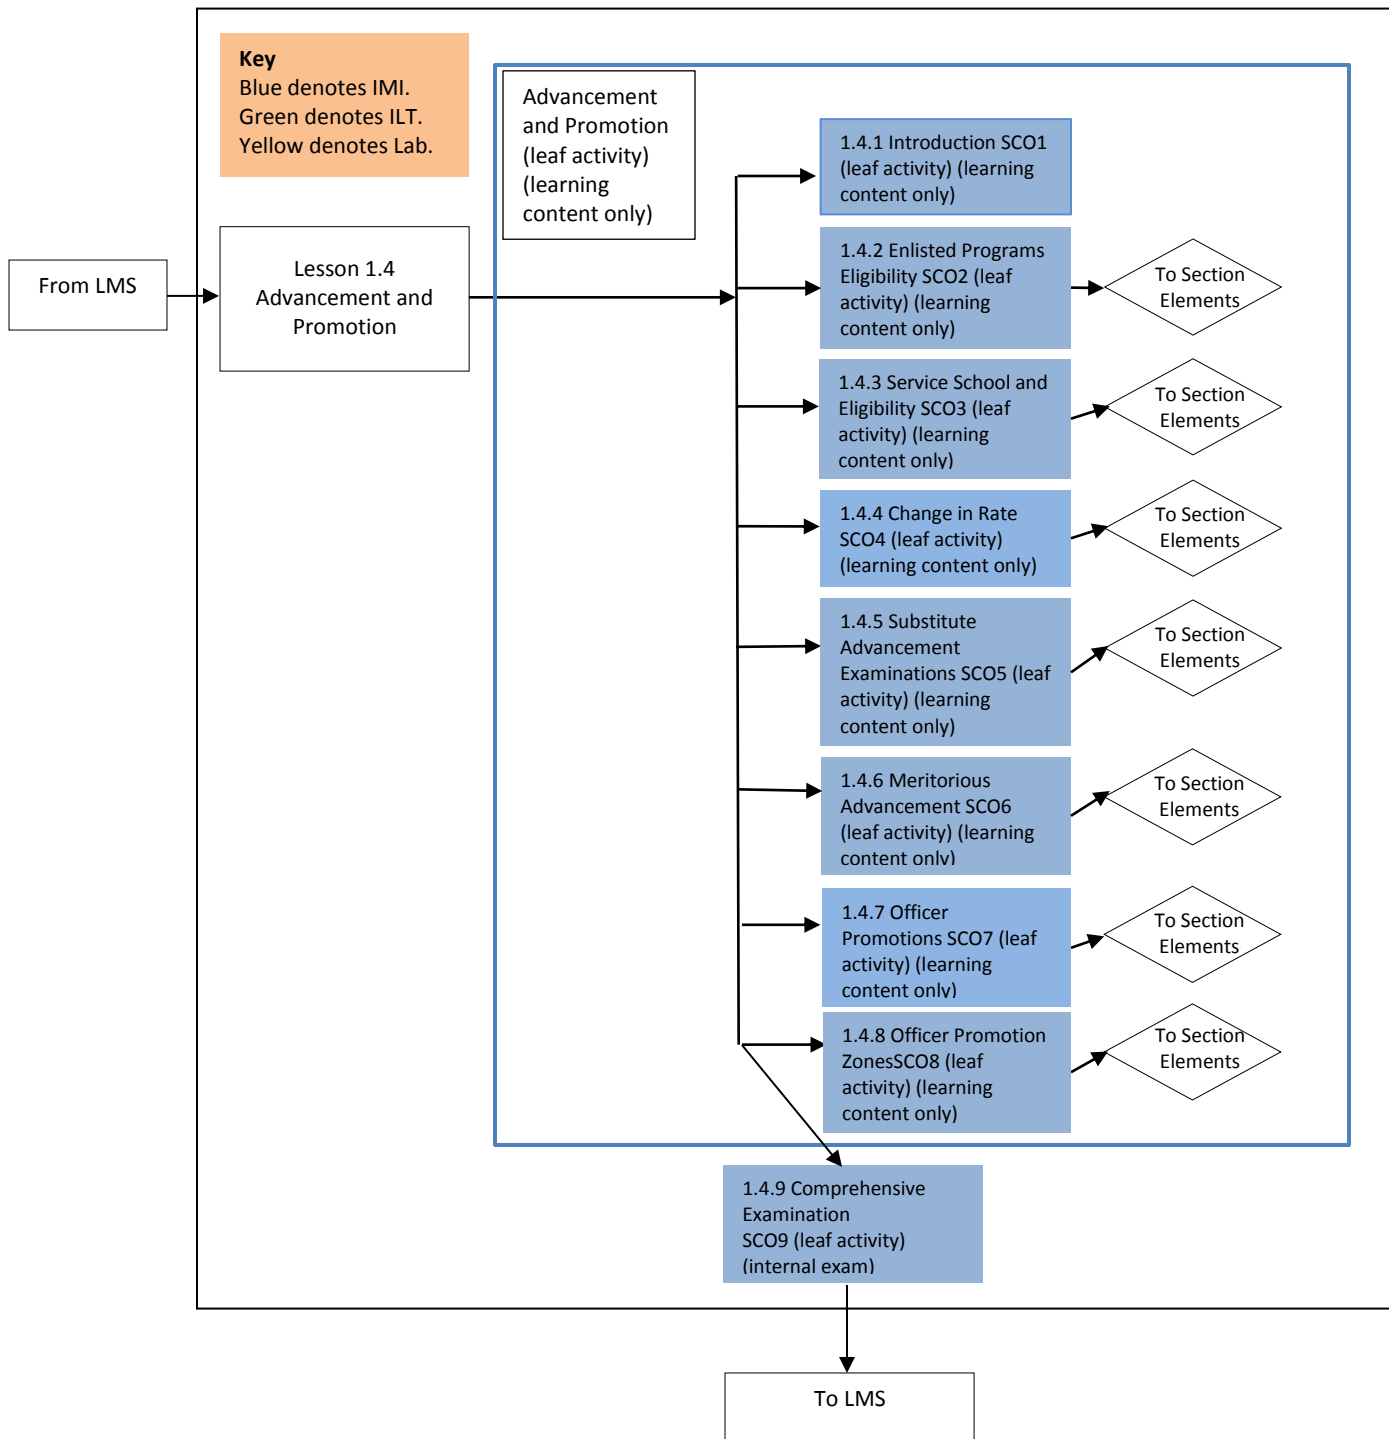 Key
Blue denotes IMI.
Green denotes ILT.
Yellow denotes Lab.
Advancement
and Promotion
(leaf activity)
(learning
content only)
From LMS
Lesson 1.4
Advancement and
Promotion
1.4.1 Introduction SCO1
(leaf activity) (learning
content only)
1.4.2 Enlisted Programs
Eligibility SCO2 (leaf
activity) (learning
content only)
To Section
Elements
1.4.3 Service School and
Eligibility SCO3 (leaf
activity) (learning
content only)
To Section
Elements
1.4.4 Change in Rate
SCO4 (leaf activity)
(learning content only)
To Section
Elements
1.4.5 Substitute
Advancement
Examinations SCO5 (leaf
activity) (learning
content only)
To Section
Elements
1.4.6 Meritorious
Advancement SCO6
(leaf activity) (learning
content only)
To Section
Elements
1.4.7 Officer
Promotions SCO7 (leaf
activity) (learning
content only)
To Section
Elements
1.4.8 Officer Promotion
ZonesSCO8 (leaf
activity) (learning
content only)
To Section
Elements
1.4.9 Comprehensive
Examination
SCO9 (leaf activity)
(internal exam)
To LMS